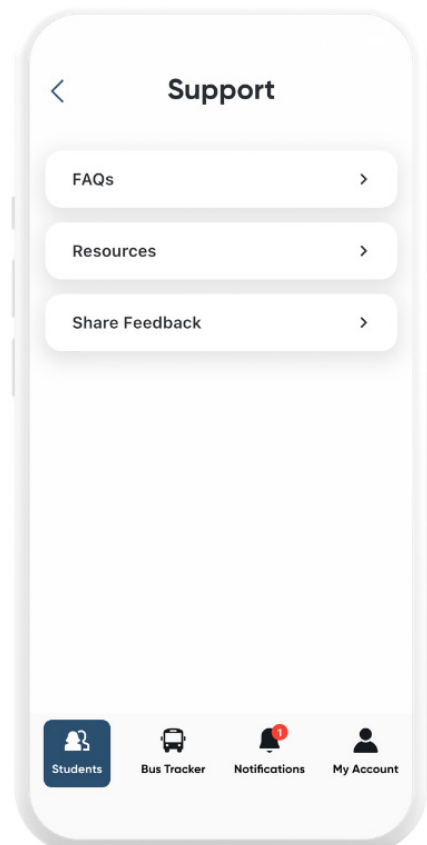 Support
FAQs
Resources
Share Feedback
1
Students Bus Tracker Notifications My Account